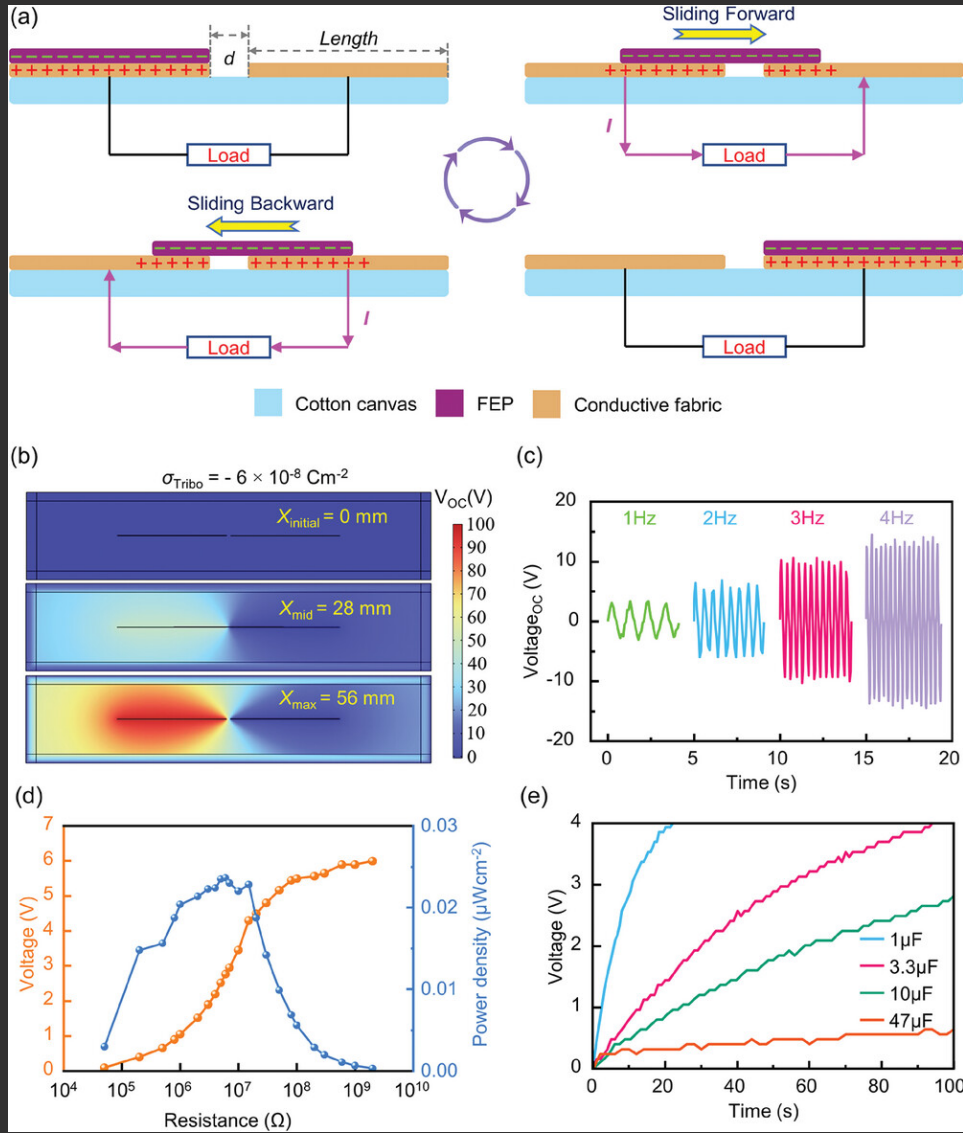 (a)
d
Length
Load
Sliding Forward
I
Load
Sliding Backward
I
Load
Load
Cotton canvas
FEP
Conductive fabric
(b)
σTribo = - 6 × 10⁻⁸ Cm⁻²
VOC(V)
Xinitial = 0 mm
Xmid = 28 mm
Xmax = 56 mm
100
90
80
70
60
50
40
30
20
10
0
(c)
VoltageOC (V)
20
10
0
-10
-20
1Hz
2Hz
3Hz
4Hz
0
5
10
15
20
Time (s)
(d)
Voltage (V)
7
6
5
4
3
2
1
0
0.03
0.02
0.01
0.00
Power density (µWcm⁻²)
10⁴
10⁵
10⁶
10⁷
10⁸
10⁹
10¹⁰
Resistance (Ω)
(e)
Voltage (V)
4
3
2
1
0
1µF
3.3µF
10µF
47µF
0
20
40
60
80
100
Time (s)